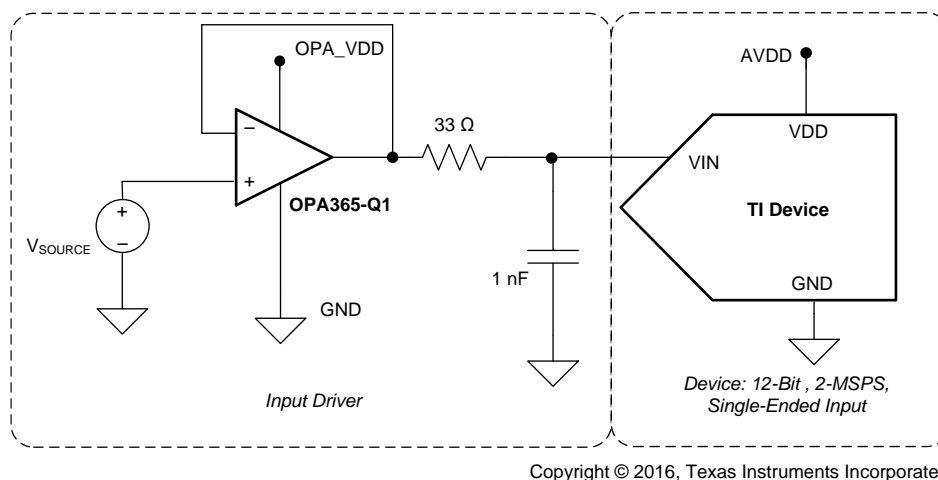 OPA_VDD
−
+
OPA365-Q1
+
−
VSOURCE
GND
33 Ω
1 nF
Input Driver
AVDD
VDD
VIN
TI Device
GND
Device: 12-Bit , 2-MSPS,
Single-Ended Input
Copyright © 2016, Texas Instruments Incorporate